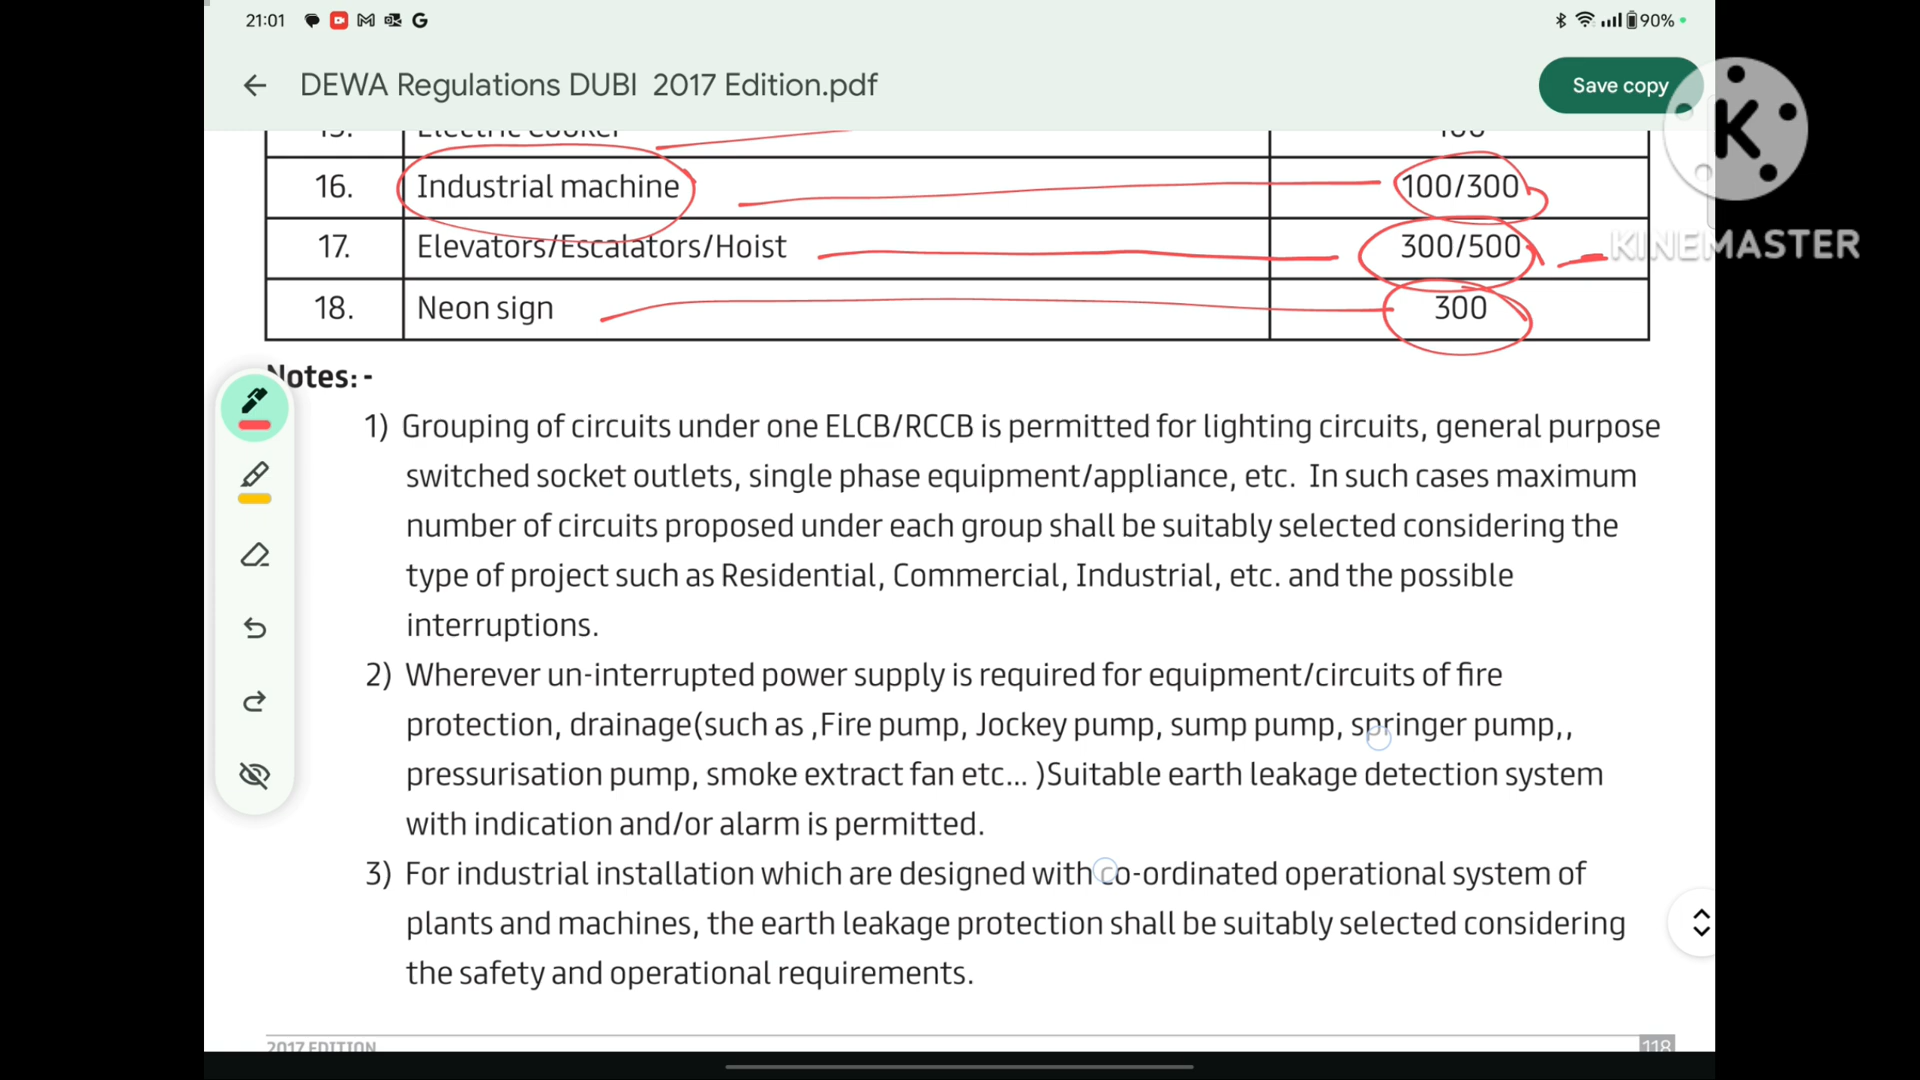 21:01
90%
DEWA Regulations DUBI 2017 Edition.pdf
Save copy
K
KINEMASTER
15. Electric Cooker 100
16. Industrial machine 100/300
17. Elevators/Escalators/Hoist 300/500
18. Neon sign 300
Notes: -
1) Grouping of circuits under one ELCB/RCCB is permitted for lighting circuits, general purpose
switched socket outlets, single phase equipment/appliance, etc. In such cases maximum
number of circuits proposed under each group shall be suitably selected considering the
type of project such as Residential, Commercial, Industrial, etc. and the possible
interruptions.
2) Wherever un-interrupted power supply is required for equipment/circuits of fire
protection, drainage(such as ,Fire pump, Jockey pump, sump pump, springer pump,,
pressurisation pump, smoke extract fan etc... )Suitable earth leakage detection system
with indication and/or alarm is permitted.
3) For industrial installation which are designed with co-ordinated operational system of
plants and machines, the earth leakage protection shall be suitably selected considering
the safety and operational requirements.
2017 EDITION
118